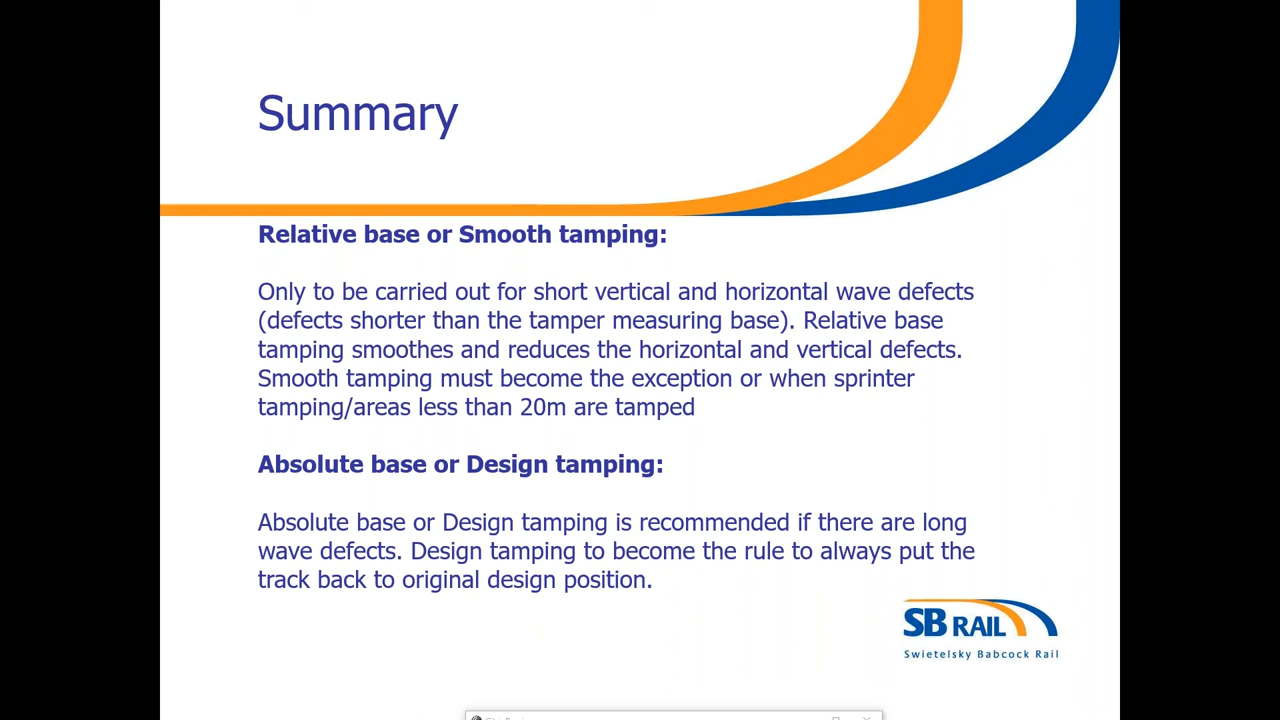 Summary
Relative base or Smooth tamping:
Only to be carried out for short vertical and horizontal wave defects
(defects shorter than the tamper measuring base). Relative base
tamping smoothes and reduces the horizontal and vertical defects.
Smooth tamping must become the exception or when sprinter
tamping/areas less than 20m are tamped
Absolute base or Design tamping:
Absolute base or Design tamping is recommended if there are long
wave defects. Design tamping to become the rule to always put the
track back to original design position.
SB RAIL
Swietelsky Babcock Rail